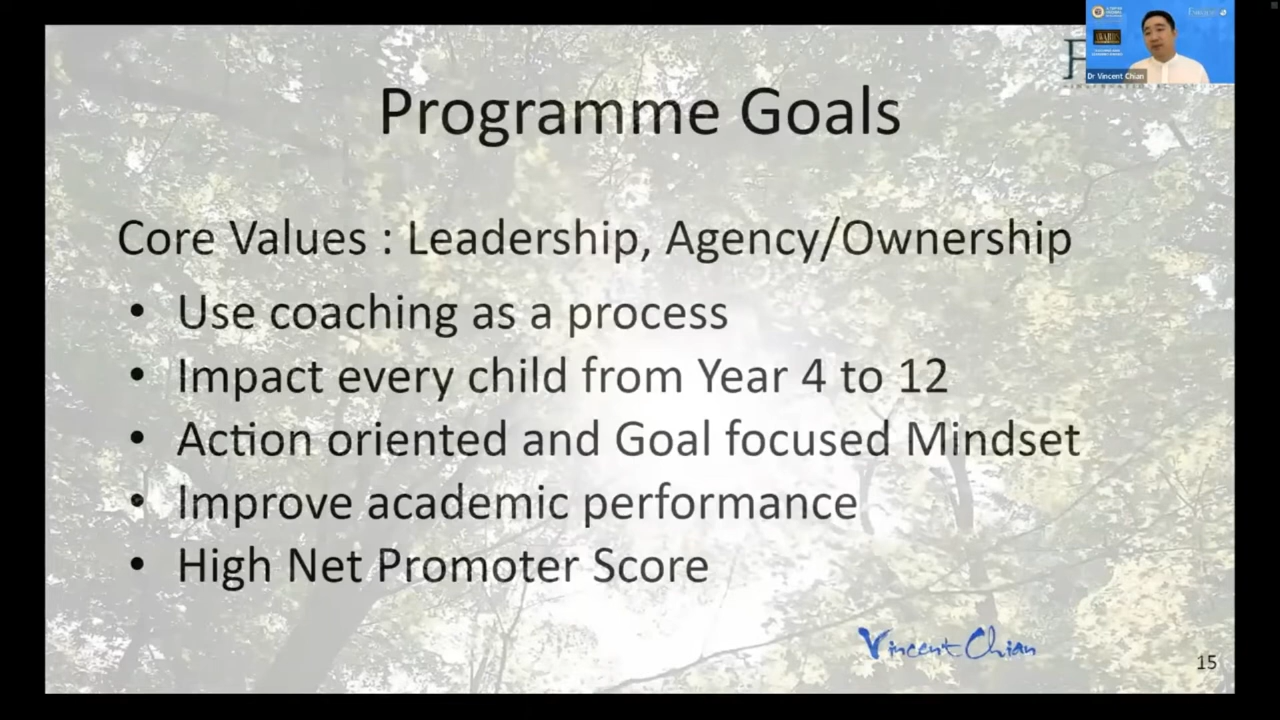 Programme Goals
Core Values : Leadership, Agency/Ownership
• Use coaching as a process
• Impact every child from Year 4 to 12
• Action oriented and Goal focused Mindset
• Improve academic performance
• High Net Promoter Score
Vincent Chian
15
AWARDS
Dr Vincent Chian